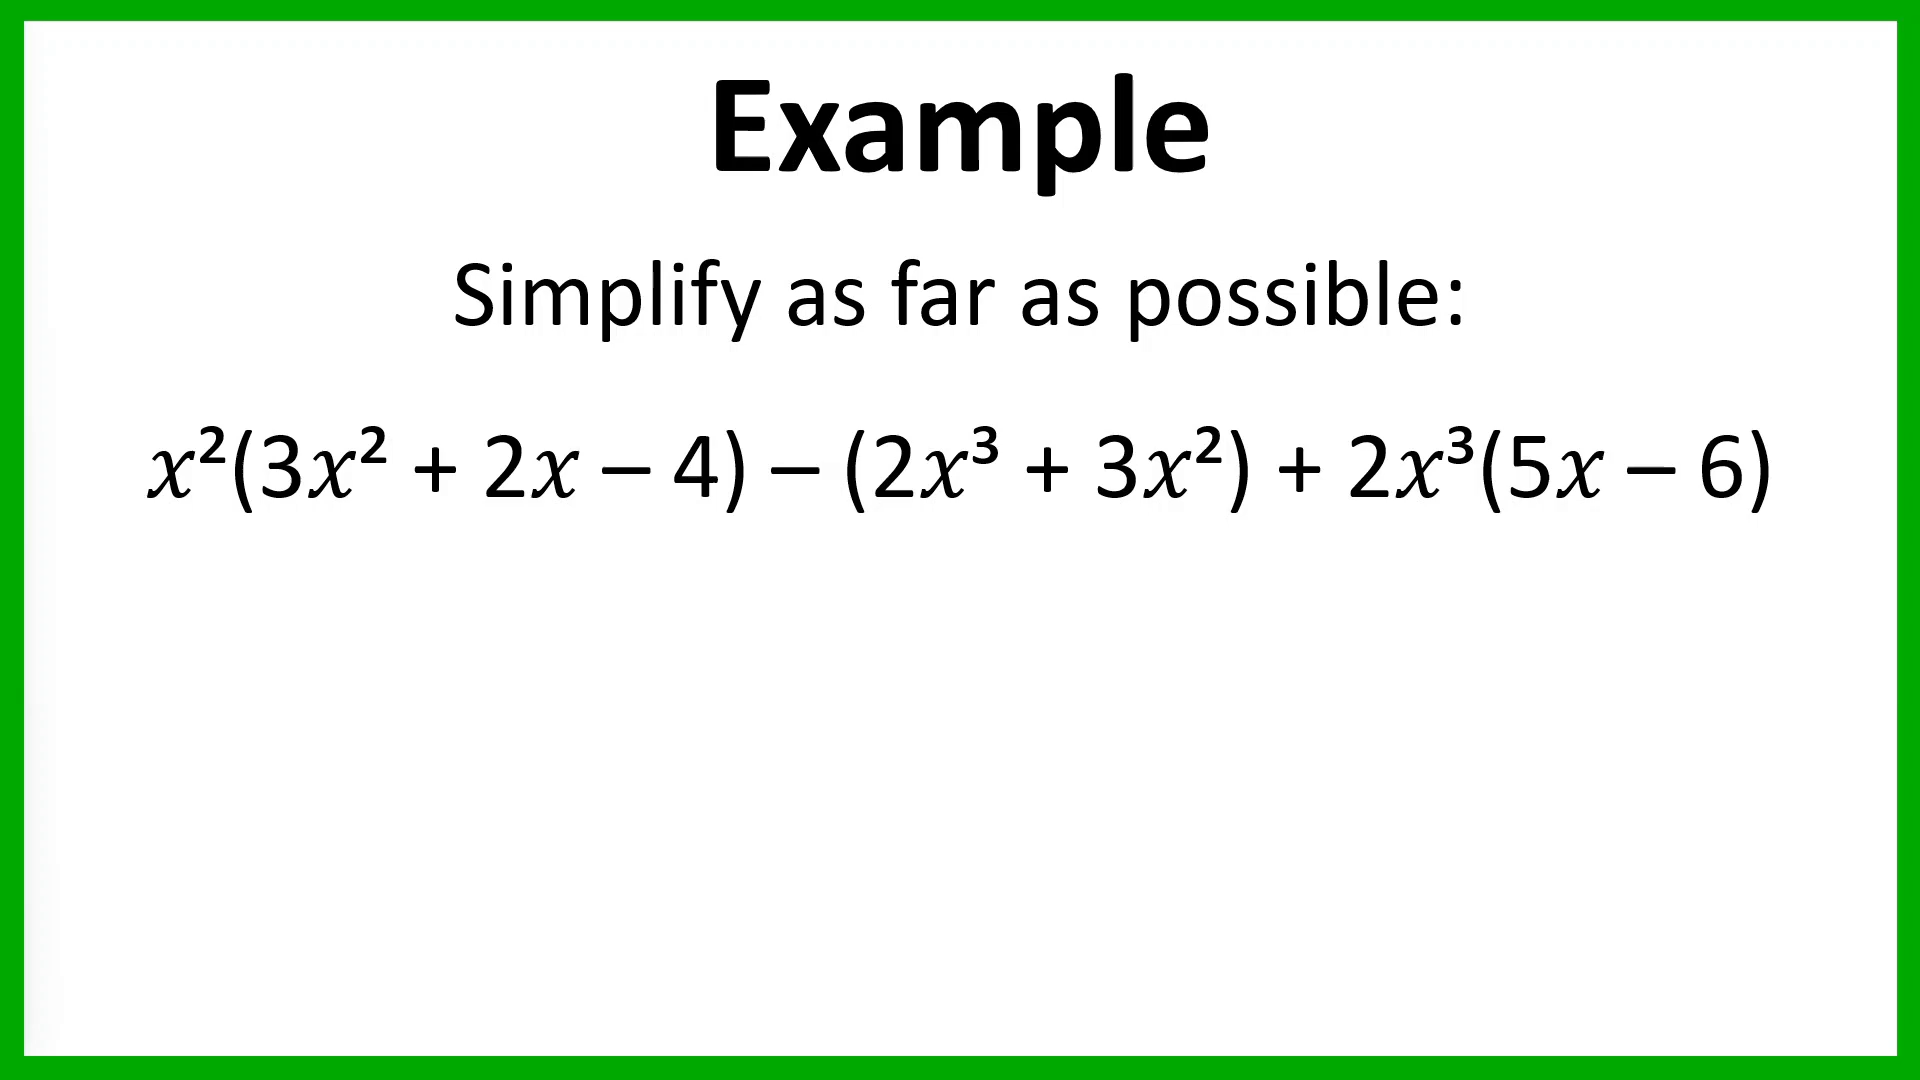 Example
Simplify as far as possible:
x²(3x² + 2x – 4) – (2x³ + 3x²) + 2x³(5x – 6)